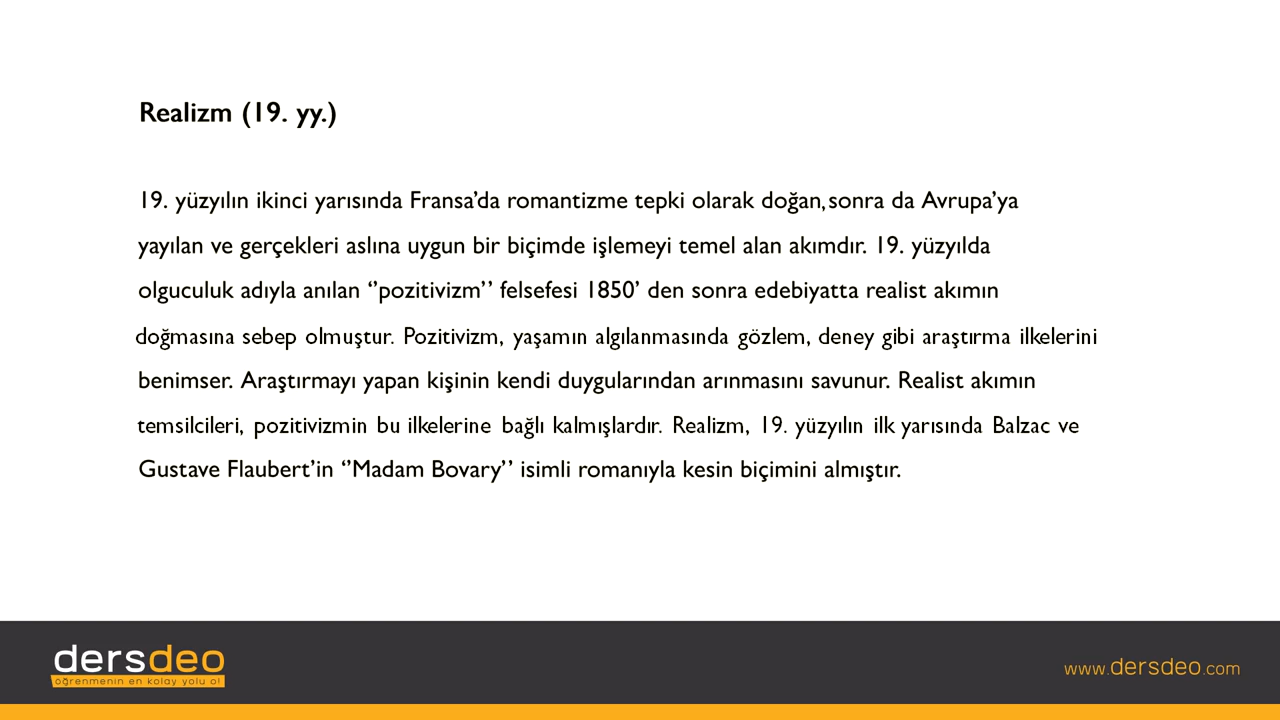 Realizm (19. yy.)
19. yüzyılın ikinci yarısında Fransa’da romantizme tepki olarak doğan, sonra da Avrupa’ya
yayılan ve gerçekleri aslına uygun bir biçimde işlemeyi temel alan akımdır. 19. yüzyılda
olguculuk adıyla anılan ‘’pozitivizm’’ felsefesi 1850’ den sonra edebiyatta realist akımın
doğmasına sebep olmuştur. Pozitivizm, yaşamın algılanmasında gözlem, deney gibi araştırma ilkelerini
benimser. Araştırmayı yapan kişinin kendi duygularından arınmasını savunur. Realist akımın
temsilcileri, pozitivizmin bu ilkelerine bağlı kalmışlardır. Realizm, 19. yüzyılın ilk yarısında Balzac ve
Gustave Flaubert’in ‘’Madam Bovary’’ isimli romanıyla kesin biçimini almıştır.
dersdeo
öğrenmenin en kolay yolu o!
www.dersdeo.com